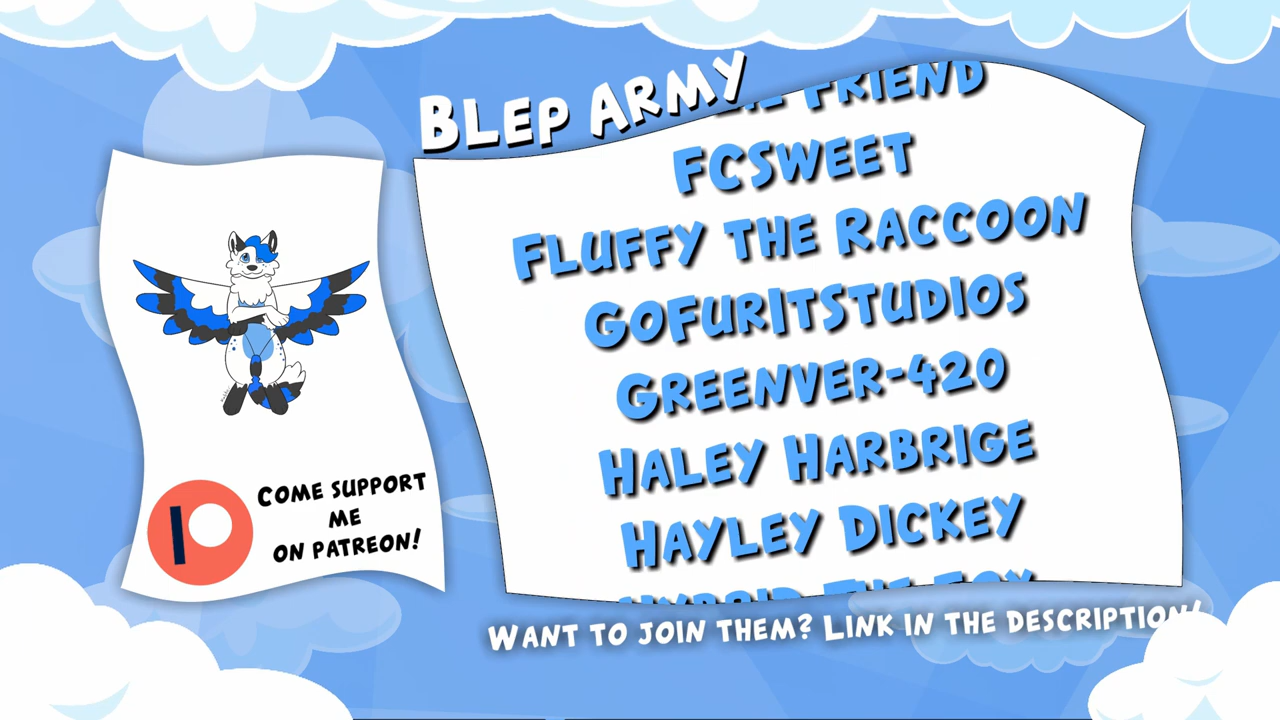 Blep Army
Friend
FCSweet
Fluffy the Raccoon
GoFurItStudios
Greenver-420
Haley Harbrige
Hayley Dickey
Come support
me
on Patreon!
Want to join them? Link in the description!